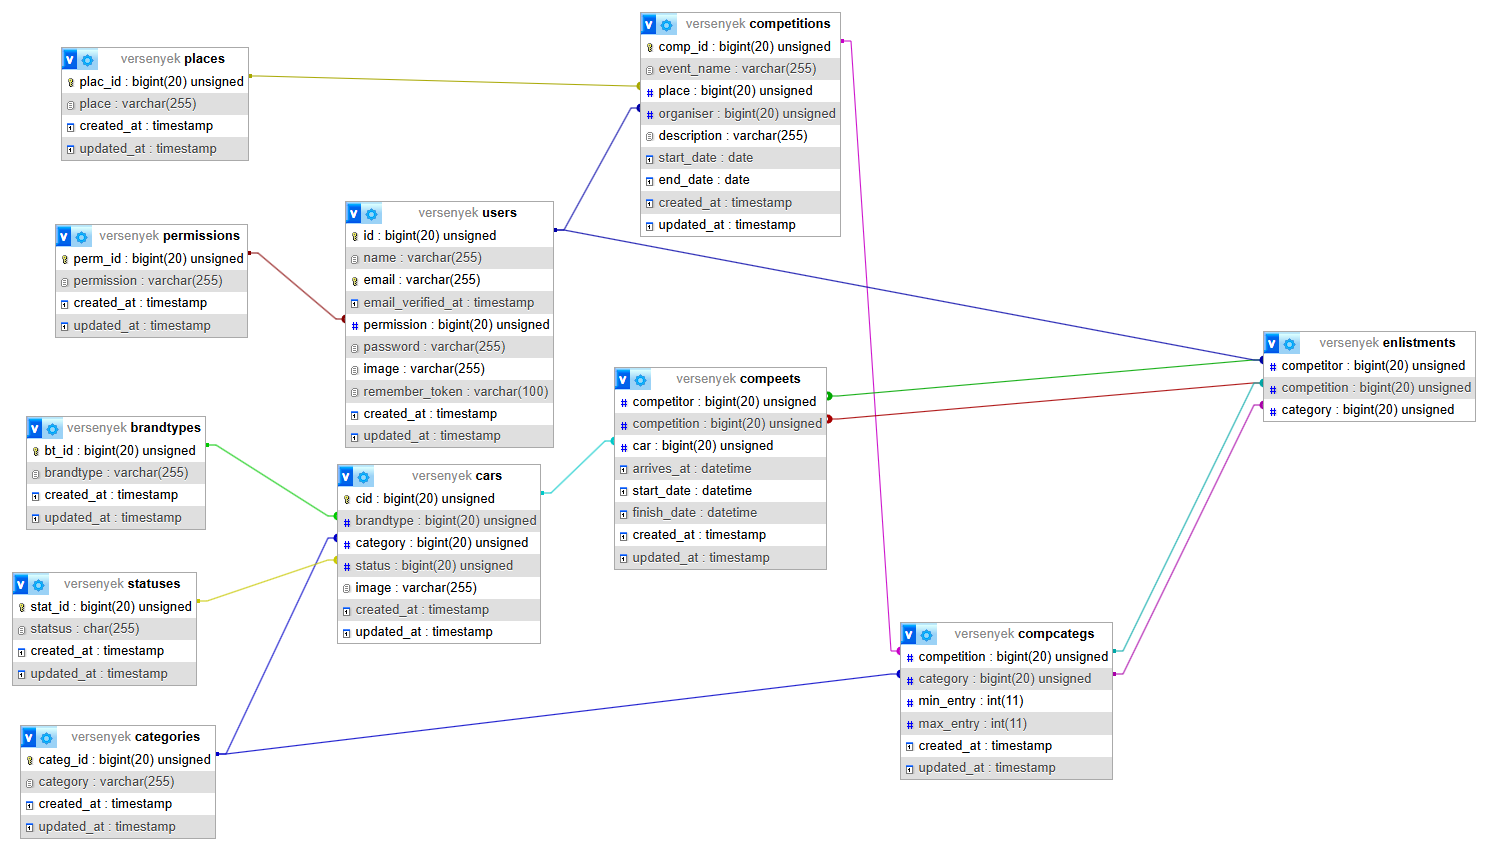 versenyek places
plac_id : bigint(20) unsigned
place : varchar(255)
created_at : timestamp
updated_at : timestamp
versenyek competitions
comp_id : bigint(20) unsigned
event_name : varchar(255)
place : bigint(20) unsigned
organiser : bigint(20) unsigned
description : varchar(255)
start_date : date
end_date : date
created_at : timestamp
updated_at : timestamp
versenyek permissions
perm_id : bigint(20) unsigned
permission : varchar(255)
created_at : timestamp
updated_at : timestamp
versenyek users
id : bigint(20) unsigned
name : varchar(255)
email : varchar(255)
email_verified_at : timestamp
permission : bigint(20) unsigned
password : varchar(255)
image : varchar(255)
remember_token : varchar(100)
created_at : timestamp
updated_at : timestamp
versenyek enlistments
competitor : bigint(20) unsigned
competition : bigint(20) unsigned
category : bigint(20) unsigned
versenyek compeets
competitor : bigint(20) unsigned
competition : bigint(20) unsigned
car : bigint(20) unsigned
arrives_at : datetime
start_date : datetime
finish_date : datetime
created_at : timestamp
updated_at : timestamp
versenyek brandtypes
bt_id : bigint(20) unsigned
brandtype : varchar(255)
created_at : timestamp
updated_at : timestamp
versenyek cars
cid : bigint(20) unsigned
brandtype : bigint(20) unsigned
category : bigint(20) unsigned
status : bigint(20) unsigned
image : varchar(255)
created_at : timestamp
updated_at : timestamp
versenyek statuses
stat_id : bigint(20) unsigned
statsus : char(255)
created_at : timestamp
updated_at : timestamp
versenyek compcategs
competition : bigint(20) unsigned
category : bigint(20) unsigned
min_entry : int(11)
max_entry : int(11)
created_at : timestamp
updated_at : timestamp
versenyek categories
categ_id : bigint(20) unsigned
category : varchar(255)
created_at : timestamp
updated_at : timestamp